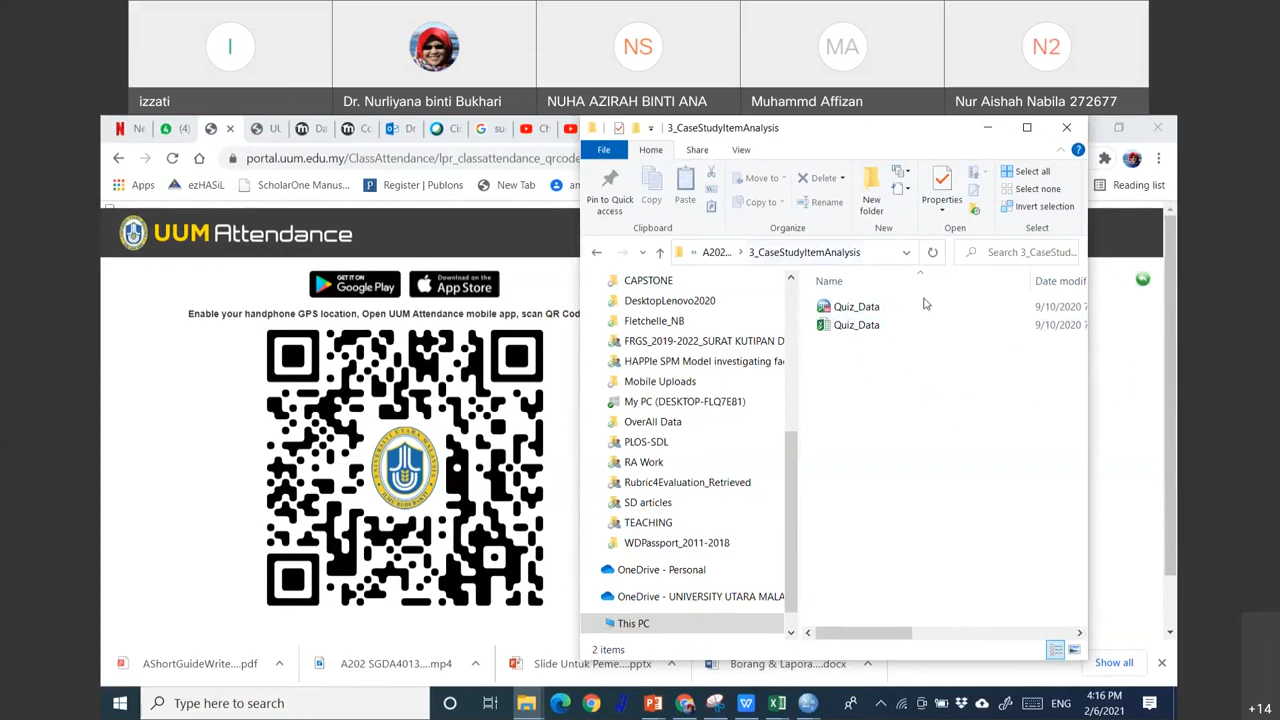 I
NS
MA
N2
izzati
Dr. Nurliyana binti Bukhari
NUHA AZIRAH BINTI ANA
Muhammd Affizan
Nur Aishah Nabila 272677
(4)
portal.uum.edu.my/ClassAttendance/lpr_classattendance_qrcode
Apps
ezHASiL
ScholarOne Manus...
Register | Publons
New Tab
Reading list
UUM Attendance
GET IT ON
Google Play
Download on the
App Store
Enable your handphone GPS location, Open UUM Attendance mobile app, scan QR Cod
UNIVERSITI UTARA MALAYSIA
3_CaseStudyItemAnalysis
File
Home
Share
View
Pin to Quick access
Copy
Paste
Move to
Copy to
Delete
Rename
New folder
Properties
Select all
Select none
Invert selection
Clipboard
Organize
New
Open
Select
« A202... > 3_CaseStudyItemAnalysis
Search 3_CaseStud...
CAPSTONE
DesktopLenovo2020
Fletchelle_NB
FRGS_2019-2022_SURAT KUTIPAN D
HAPPIe SPM Model investigating fac
Mobile Uploads
My PC (DESKTOP-FLQ7E81)
OverAll Data
PLOS-SDL
RA Work
Rubric4Evaluation_Retrieved
SD articles
TEACHING
WDPassport_2011-2018
OneDrive - Personal
OneDrive - UNIVERSITY UTARA MALA
This PC
Name
Date modif
Quiz_Data
9/10/2020 7
Quiz_Data
9/10/2020 7
2 items
AShortGuideWrite....pdf
A202 SGDA4013....mp4
Slide Untuk Peme....pptx
Borang & Lapora....docx
Show all
Type here to search
ENG
4:16 PM
2/6/2021
+14